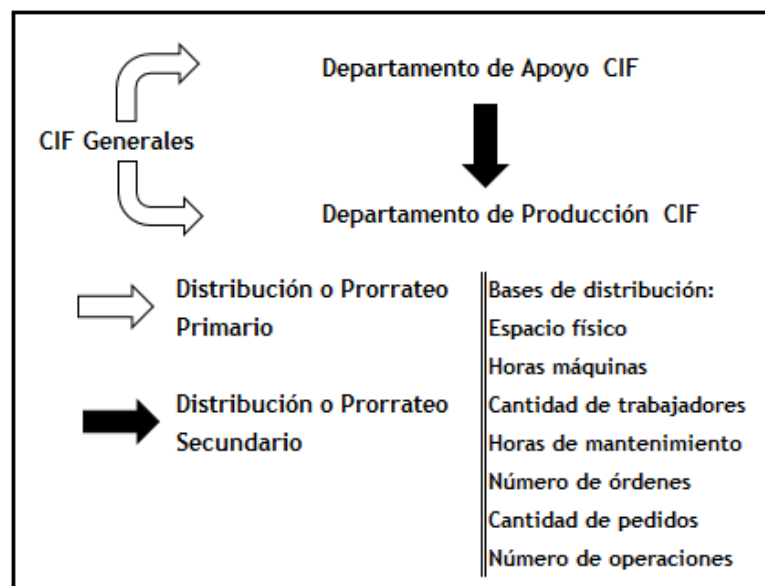 Departamento de Apoyo CIF
CIF Generales
Departamento de Producción CIF
Distribución o Prorrateo
Primario
Distribución o Prorrateo
Secundario
Bases de distribución:
Espacio físico
Horas máquinas
Cantidad de trabajadores
Horas de mantenimiento
Número de órdenes
Cantidad de pedidos
Número de operaciones